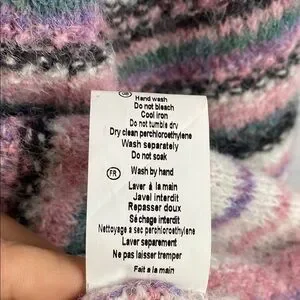 GB Hand wash
Do not bleach
Cool iron
Do not tumble dry
Dry clean perchloroethylene
Wash separately
Do not soak
FR Wash by hand
Laver à la main
Javel interdit
Repasser doux
Séchage interdit
Nettoyage a sec perchloroethylene
Laver separement
Ne pas laisser tremper
Fait a la main